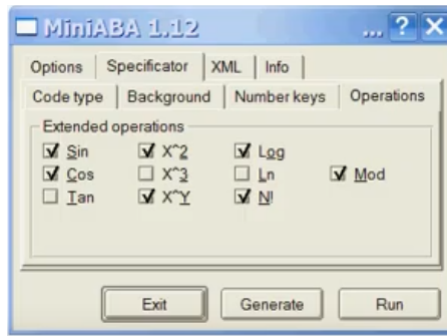 MiniABA 1.12 ... ? X
Options Specificator XML Info
Code type Background Number keys Operations
Extended operations
Sin X^2 Log
Cos X^3 Ln Mod
Tan X^Y N!
Exit Generate Run